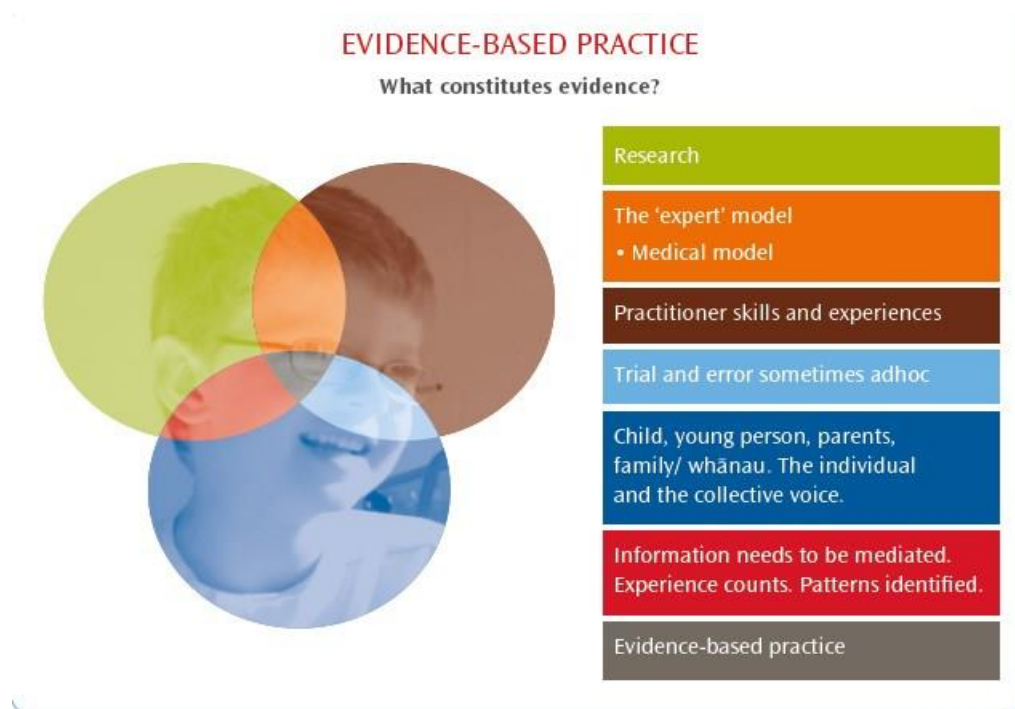 EVIDENCE-BASED PRACTICE
What constitutes evidence?
Research
The ‘expert’ model
• Medical model
Practitioner skills and experiences
Trial and error sometimes adhoc
Child, young person, parents,
family/ whānau. The individual
and the collective voice.
Information needs to be mediated.
Experience counts. Patterns identified.
Evidence-based practice